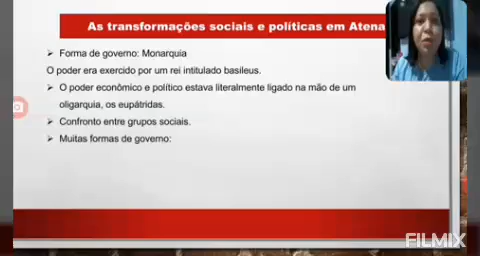 As transformações sociais e políticas em Atena
Forma de governo: Monarquia
O poder era exercido por um rei intitulado basileus.
O poder econômico e político estava literalmente ligado na mão de um
oligarquia, os eupátridas.
Confronto entre grupos sociais.
Muitas formas de governo:
FILMIX